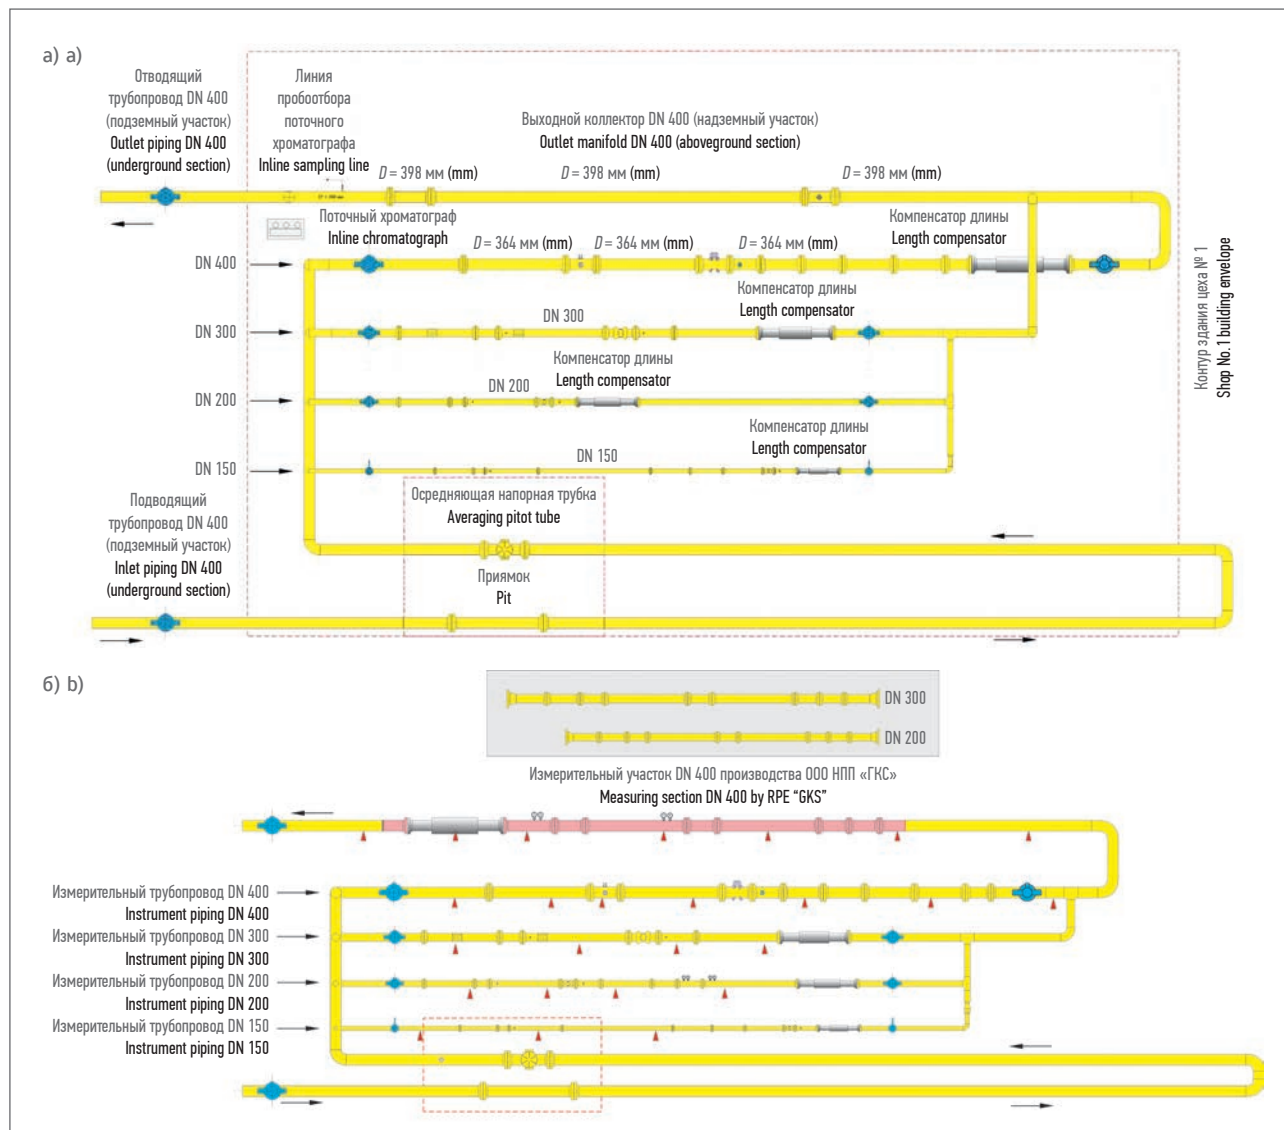 а) a)
Отводящий
трубопровод DN 400
(подземный участок)
Outlet piping DN 400
(underground section)
Линия
пробоотбора
поточного
хроматографа
Inline sampling line
Выходной коллектор DN 400 (надземный участок)
Outlet manifold DN 400 (aboveground section)
D = 398 мм (mm)
D = 398 мм (mm)
D = 398 мм (mm)
Поточный хроматограф
Inline chromatograph
D = 364 мм (mm)
D = 364 мм (mm)
D = 364 мм (mm)
Компенсатор длины
Length compensator
DN 400
Компенсатор длины
Length compensator
DN 300
DN 300
Компенсатор длины
Length compensator
DN 200
DN 200
Компенсатор длины
Length compensator
DN 150
DN 150
Контур здания цеха № 1
Shop No. 1 building envelope
Осредняющая напорная трубка
Averaging pitot tube
Подводящий
трубопровод DN 400
(подземный участок)
Inlet piping DN 400
(underground section)
Приямок
Pit
б) b)
DN 300
DN 200
Измерительный участок DN 400 производства ООО НПП «ГКС»
Measuring section DN 400 by RPE “GKS”
Измерительный трубопровод DN 400
Instrument piping DN 400
Измерительный трубопровод DN 300
Instrument piping DN 300
Измерительный трубопровод DN 200
Instrument piping DN 200
Измерительный трубопровод DN 150
Instrument piping DN 150